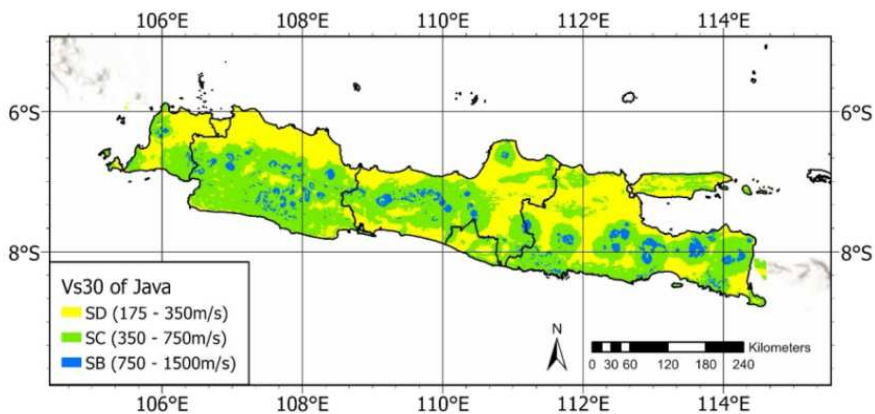 106°E 108°E 110°E 112°E 114°E
6°S 6°S
8°S 8°S
Vs30 of Java
SD (175 - 350m/s)
SC (350 - 750m/s)
SB (750 - 1500m/s)
N
Kilometers
0 30 60 120 180 240
106°E 108°E 110°E 112°E 114°E